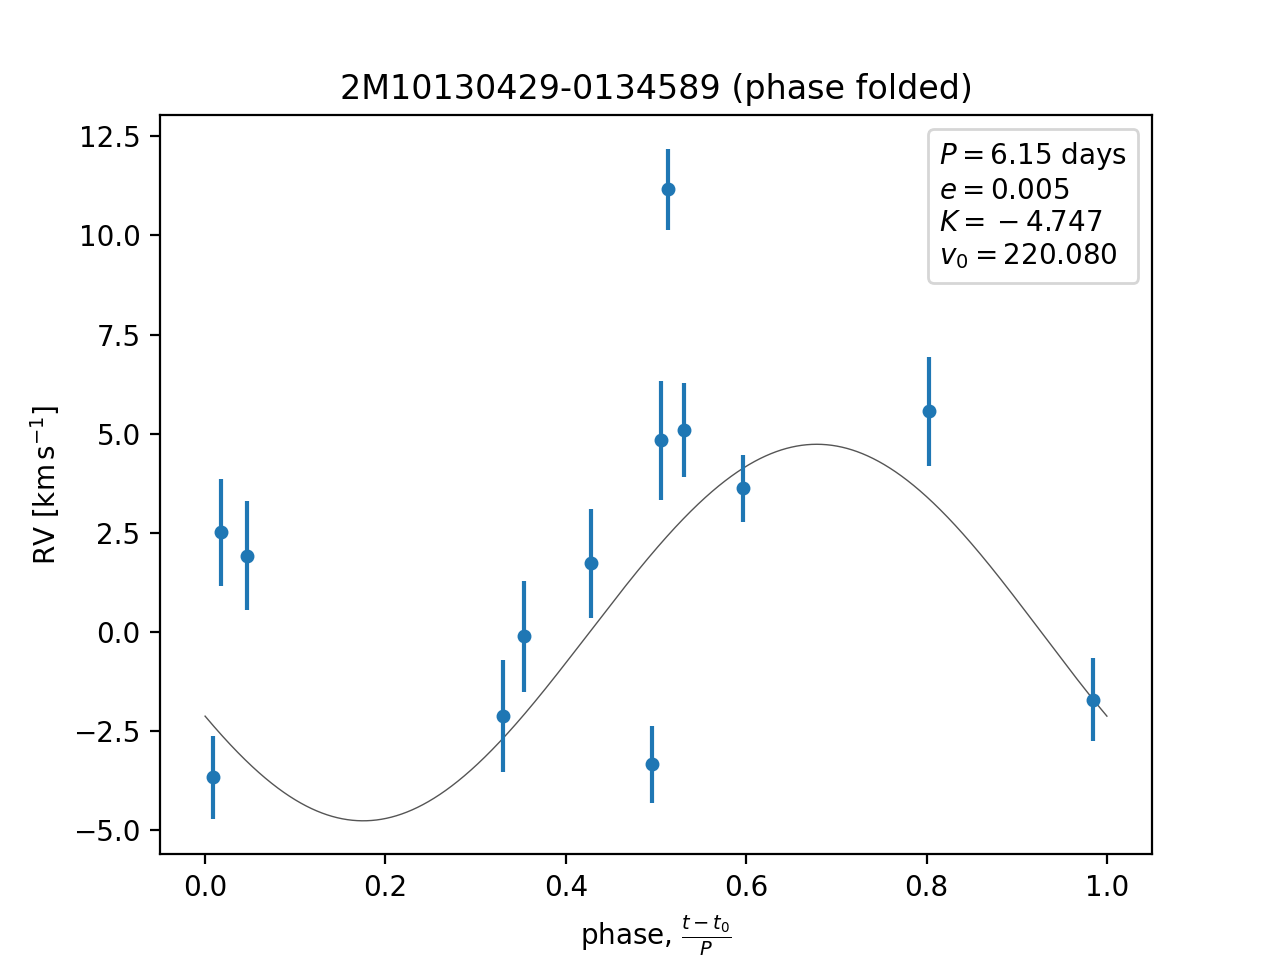 2M10130429-0134589 (phase folded)
P = 6.15 days
e = 0.005
K = −4.747
v₀ = 220.080
12.5
10.0
7.5
5.0
2.5
0.0
−2.5
−5.0
RV [km s⁻¹]
0.0 0.2 0.4 0.6 0.8 1.0
phase, (t − t₀)/P